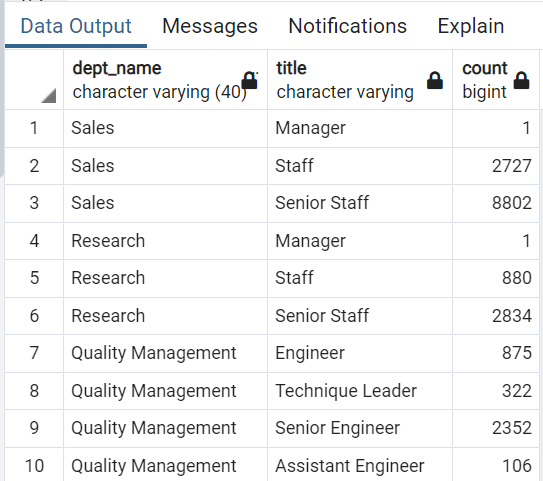 Data Output Messages Notifications Explain
dept_name title count
character varying (40) character varying bigint
1 Sales Manager 1
2 Sales Staff 2727
3 Sales Senior Staff 8802
4 Research Manager 1
5 Research Staff 880
6 Research Senior Staff 2834
7 Quality Management Engineer 875
8 Quality Management Technique Leader 322
9 Quality Management Senior Engineer 2352
10 Quality Management Assistant Engineer 106